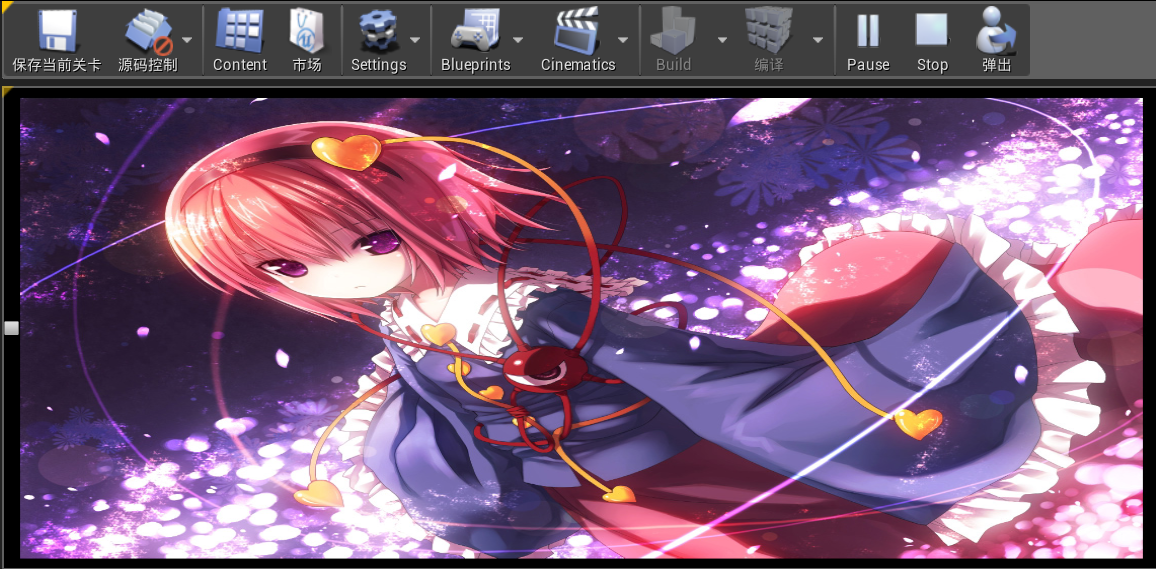 保存当前关卡
源码控制
Content
市场
Settings
Blueprints
Cinematics
Build
编译
Pause
Stop
弹出